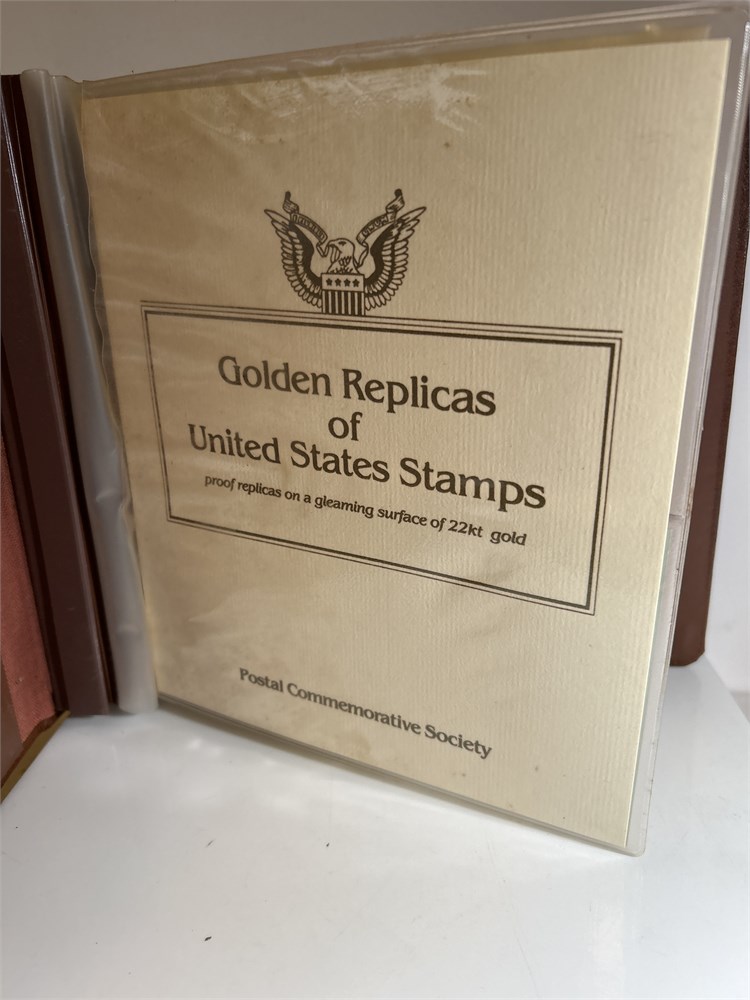 Golden Replicas
of
United States Stamps
proof replicas on a gleaming surface of 22kt gold
Postal Commemorative Society